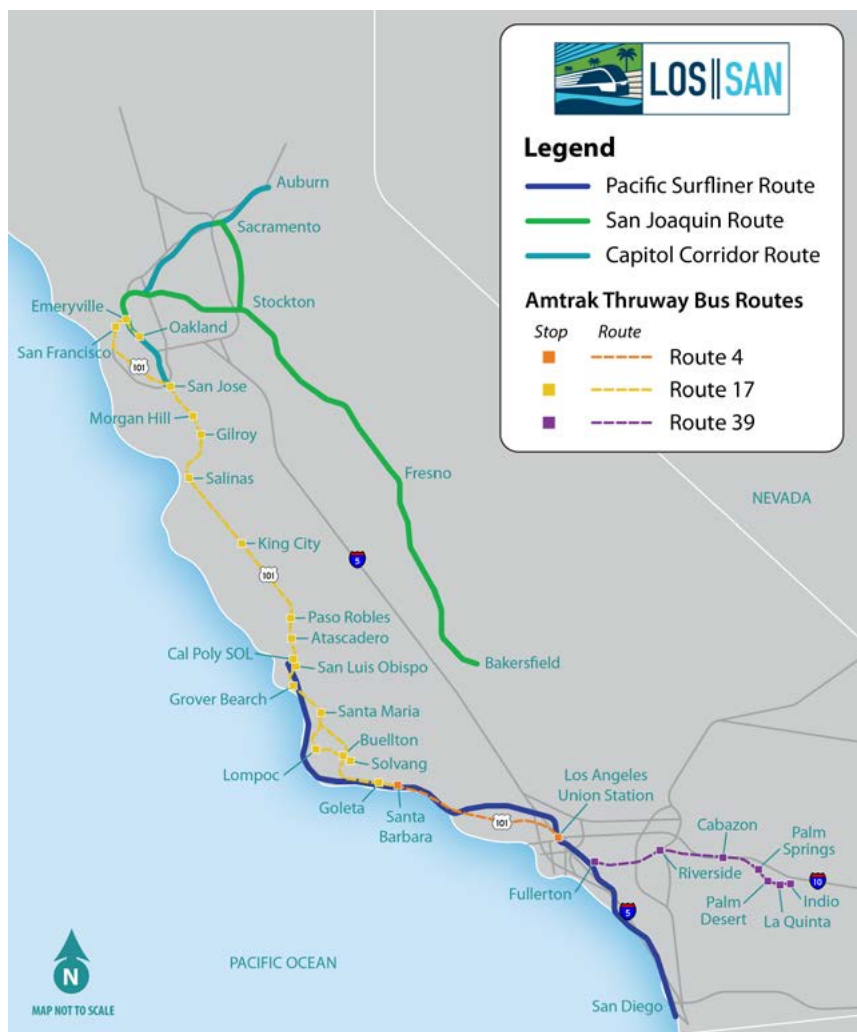 LOS SAN
Legend
Pacific Surfliner Route
San Joaquin Route
Capitol Corridor Route
Amtrak Thruway Bus Routes
Stop Route
Route 4
Route 17
Route 39
Auburn
Sacramento
Emeryville
Stockton
Oakland
San Francisco
101
San Jose
Morgan Hill
Gilroy
Salinas
Fresno
NEVADA
King City
5
101
Paso Robles
Atascadero
Cal Poly SOL
San Luis Obispo
Bakersfield
Grover Bearch
Santa Maria
Buellton
Solvang
Lompoc
Goleta
Santa
Barbara
101
Los Angeles
Union Station
Cabazon
Palm
Springs
Fullerton
Riverside
10
Palm
Desert
Indio
La Quinta
5
N
MAP NOT TO SCALE
PACIFIC OCEAN
San Diego